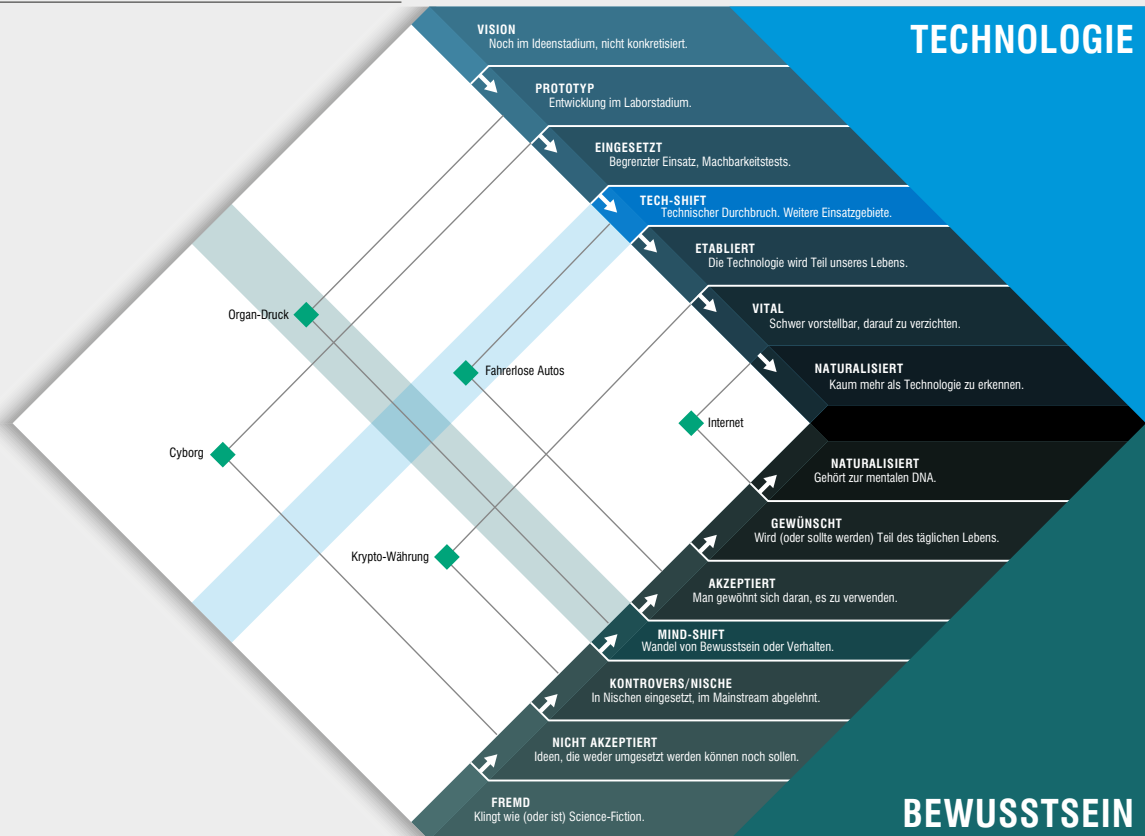 TECHNOLOGIE
VISION
Noch im Ideenstadium, nicht konkretisiert.
PROTOTYP
Entwicklung im Laborstadium.
EINGESETZT
Begrenzter Einsatz, Machbarkeitstests.
TECH-SHIFT
Technischer Durchbruch. Weitere Einsatzgebiete.
ETABLIERT
Die Technologie wird Teil unseres Lebens.
VITAL
Schwer vorstellbar, darauf zu verzichten.
NATURALISIERT
Kaum mehr als Technologie zu erkennen.
Organ-Druck
Fahrerlose Autos
Internet
Cyborg
Krypto-Währung
NATURALISIERT
Gehört zur mentalen DNA.
GEWÜNSCHT
Wird (oder sollte werden) Teil des täglichen Lebens.
AKZEPTIERT
Man gewöhnt sich daran, es zu verwenden.
MIND-SHIFT
Wandel von Bewusstsein oder Verhalten.
KONTROVERS/NISCHE
In Nischen eingesetzt, im Mainstream abgelehnt.
NICHT AKZEPTIERT
Ideen, die weder umgesetzt werden können noch sollen.
FREMD
Klingt wie (oder ist) Science-Fiction.
BEWUSSTSEIN